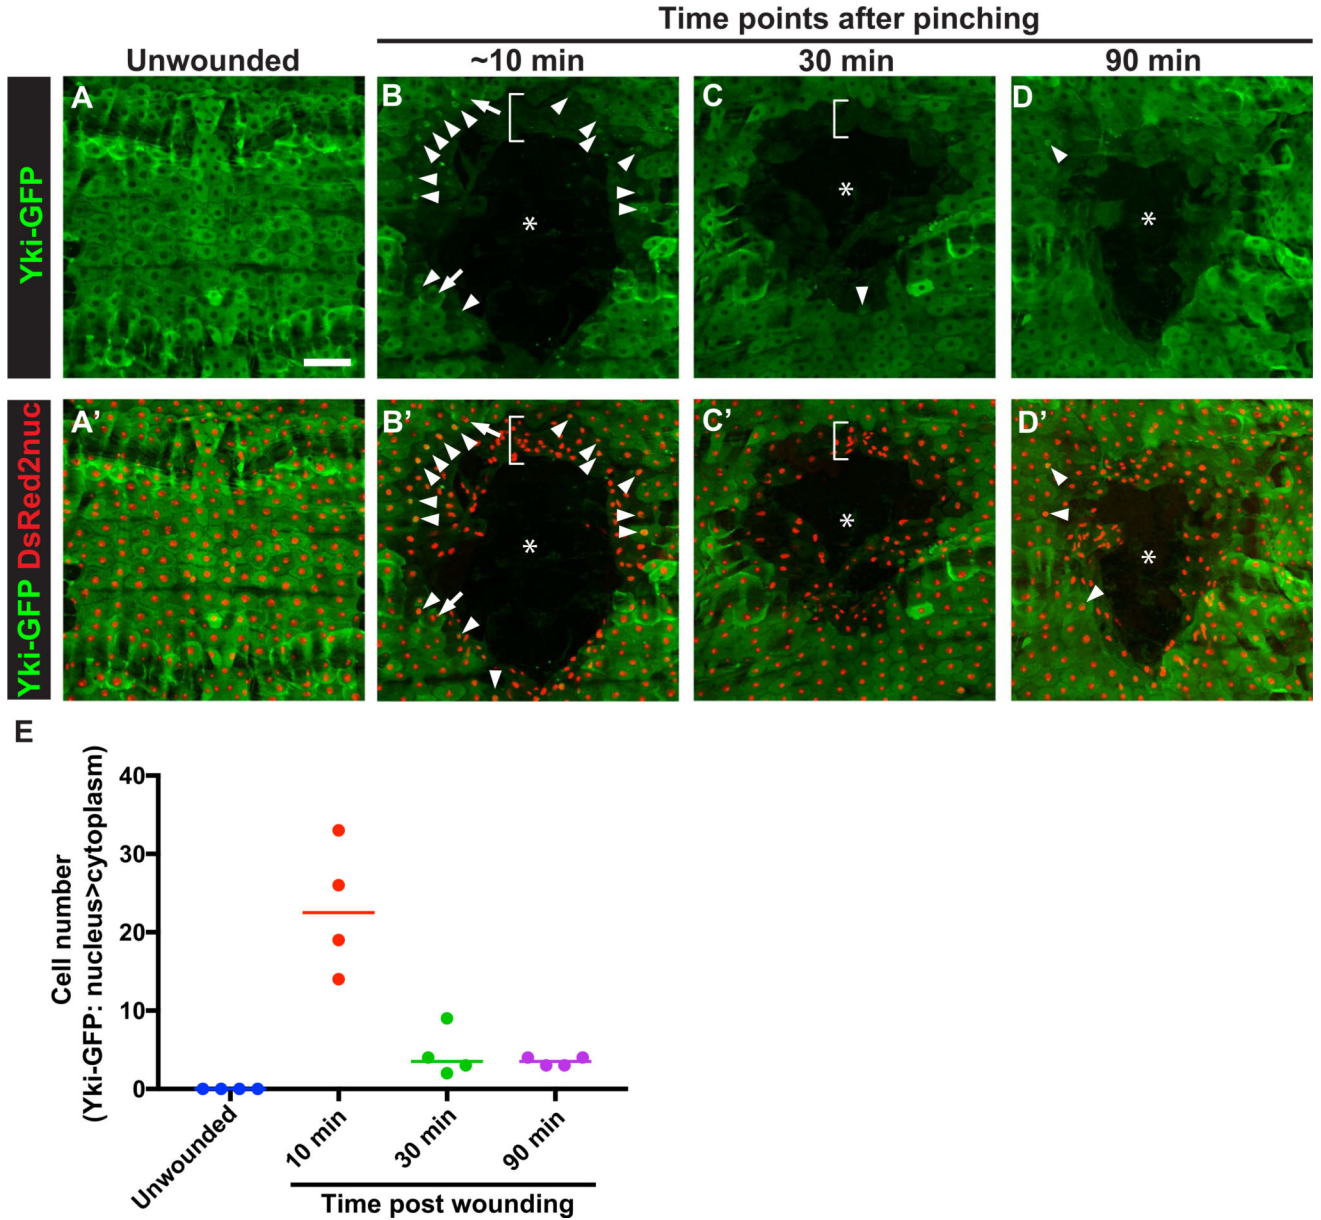 Time points after pinching
Unwounded
~10 min
30 min
90 min
Yki-GFP
A
B
C
D
*
*
*
Yki-GFP DsRed2nuc
A’
B’
C’
D’
*
*
*
E
Cell number
(Yki-GFP: nucleus>cytoplasm)
40
30
20
10
0
Unwounded
10 min
30 min
90 min
Time post wounding